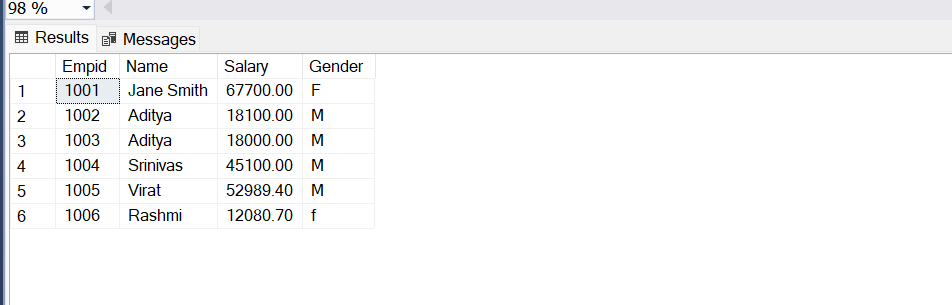 98 %
Results Messages
Empid Name Salary Gender
1 1001 Jane Smith 67700.00 F
2 1002 Aditya 18100.00 M
3 1003 Aditya 18000.00 M
4 1004 Srinivas 45100.00 M
5 1005 Virat 52989.40 M
6 1006 Rashmi 12080.70 f